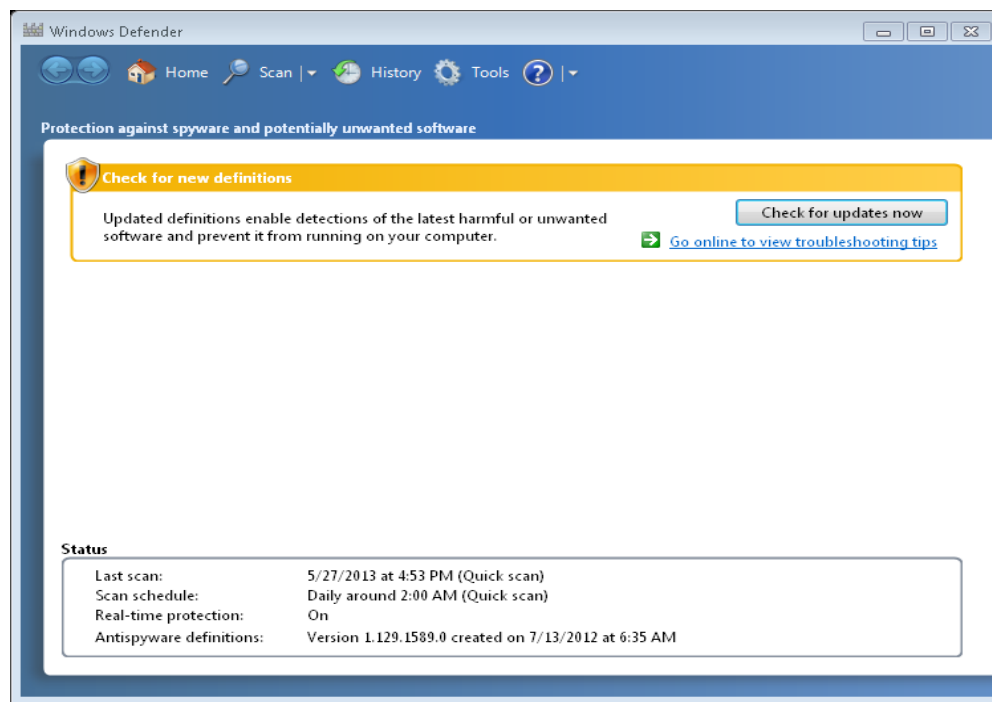 Windows Defender
Home Scan History Tools ?
Protection against spyware and potentially unwanted software
Check for new definitions
Updated definitions enable detections of the latest harmful or unwanted
software and prevent it from running on your computer.
Check for updates now
Go online to view troubleshooting tips
Status
Last scan: 5/27/2013 at 4:53 PM (Quick scan)
Scan schedule: Daily around 2:00 AM (Quick scan)
Real-time protection: On
Antispyware definitions: Version 1.129.1589.0 created on 7/13/2012 at 6:35 AM